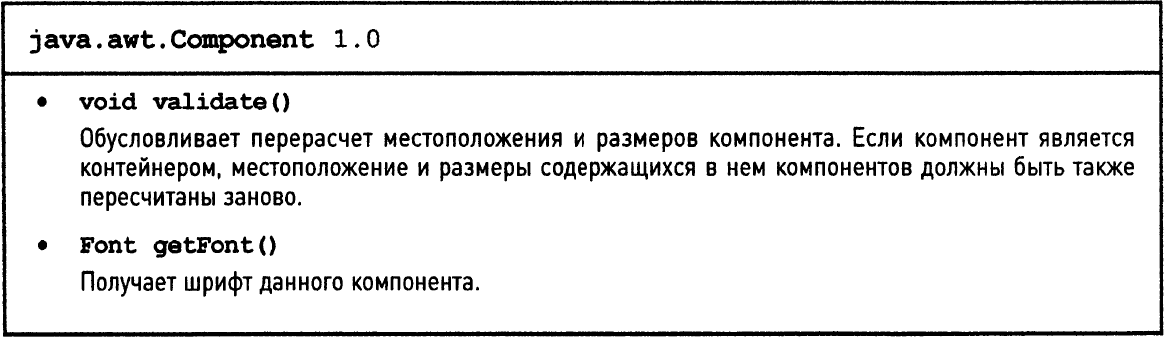 java.awt.Component 1.0
• void validate()
Обусловливает перерасчет местоположения и размеров компонента. Если компонент является
контейнером, местоположение и размеры содержащихся в нем компонентов должны быть также
пересчитаны заново.
• Font getFont()
Получает шрифт данного компонента.